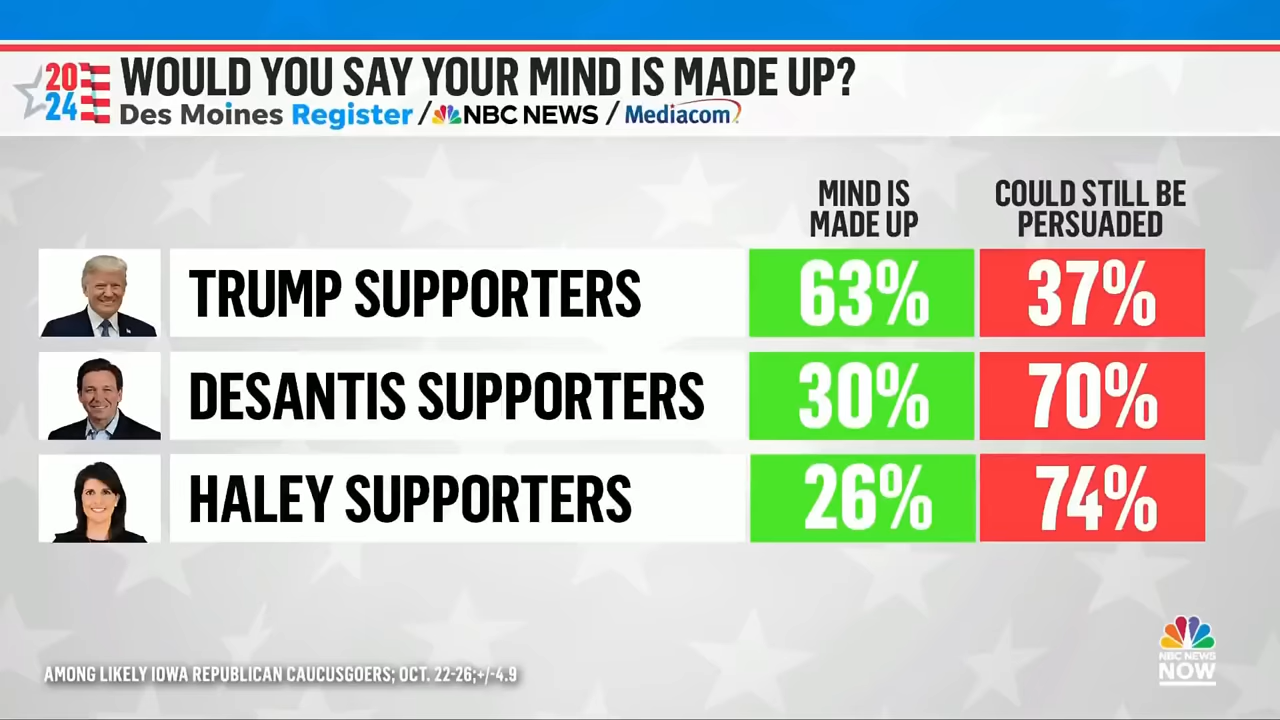 2024
WOULD YOU SAY YOUR MIND IS MADE UP?
Des Moines Register / NBC NEWS / Mediacom
MIND IS MADE UP
COULD STILL BE PERSUADED
TRUMP SUPPORTERS 63% 37%
DESANTIS SUPPORTERS 30% 70%
HALEY SUPPORTERS 26% 74%
AMONG LIKELY IOWA REPUBLICAN CAUCUSGOERS; OCT. 22-26;+/-4.9
NBC NEWS
NOW